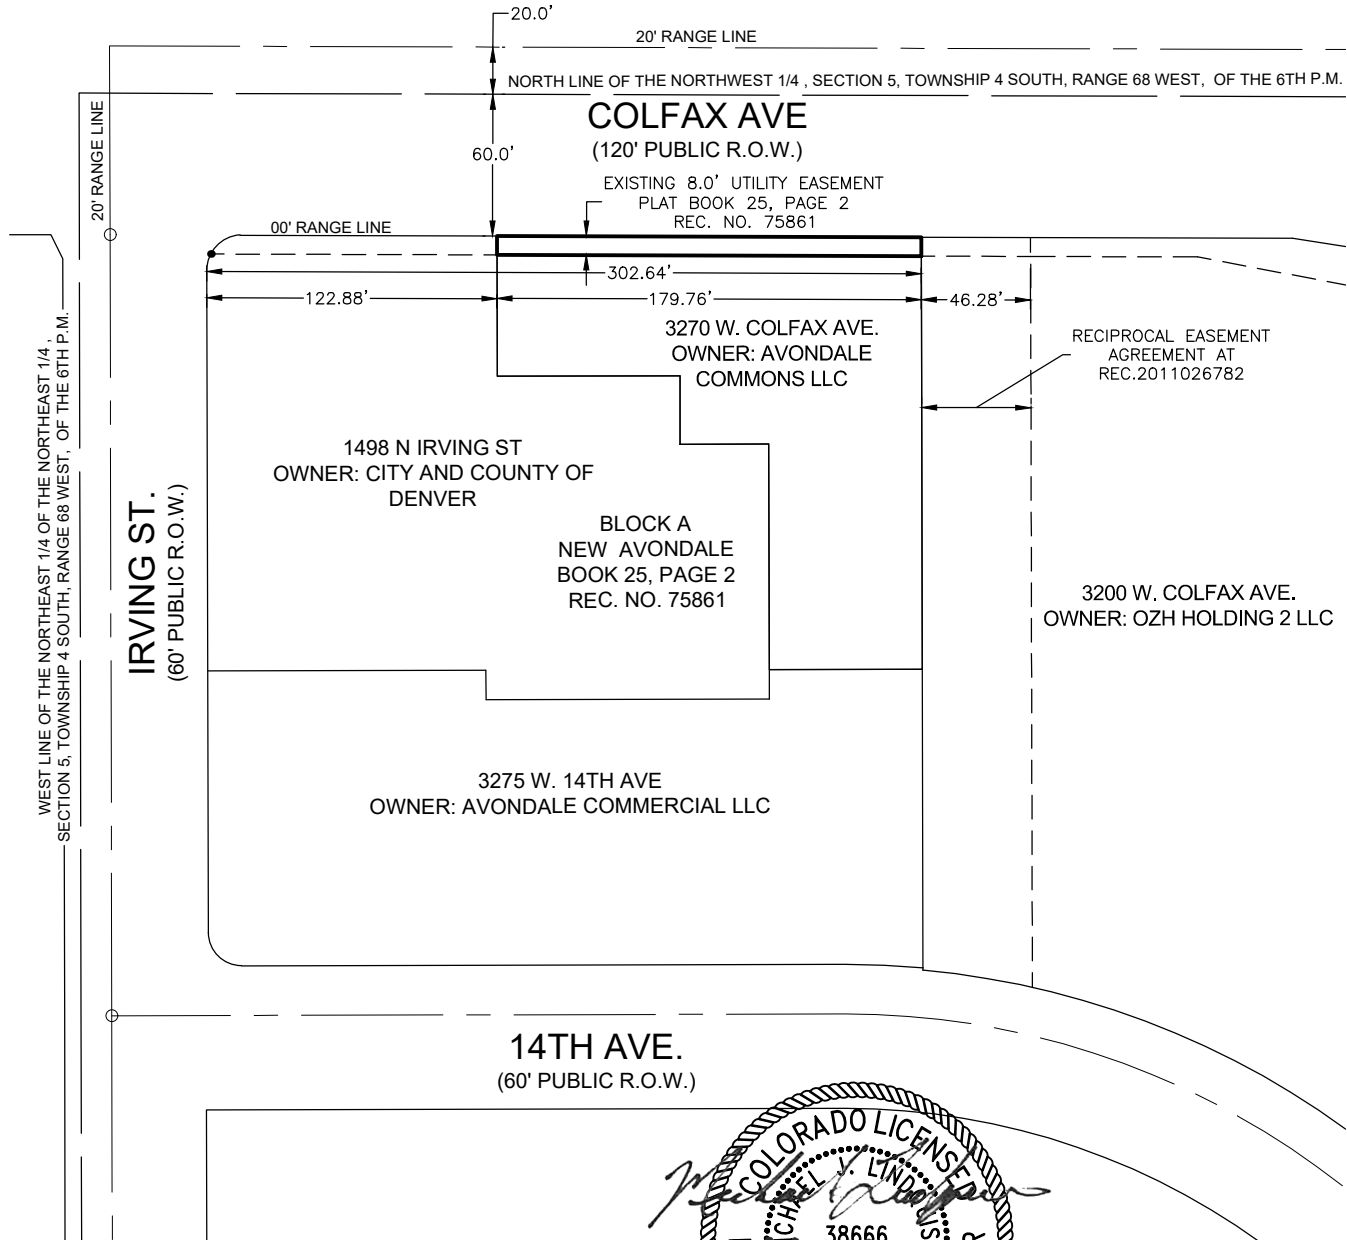 20.0'
20' RANGE LINE
NORTH LINE OF THE NORTHWEST 1/4 , SECTION 5, TOWNSHIP 4 SOUTH, RANGE 68 WEST, OF THE 6TH P.M.
COLFAX AVE
(120' PUBLIC R.O.W.)
60.0'
20' RANGE LINE
EXISTING 8.0' UTILITY EASEMENT
PLAT BOOK 25, PAGE 2
REC. NO. 75861
00' RANGE LINE
302.64'
122.88'
179.76'
46.28'
3270 W. COLFAX AVE.
OWNER: AVONDALE
COMMONS LLC
RECIPROCAL EASEMENT
AGREEMENT AT
REC.2011026782
WEST LINE OF THE NORTHEAST 1/4 OF THE NORTHEAST 1/4 ,
SECTION 5, TOWNSHIP 4 SOUTH, RANGE 68 WEST, OF THE 6TH P.M.
1498 N IRVING ST
OWNER: CITY AND COUNTY OF
DENVER
IRVING ST.
(60' PUBLIC R.O.W.)
BLOCK A
NEW AVONDALE
BOOK 25, PAGE 2
REC. NO. 75861
3200 W. COLFAX AVE.
OWNER: OZH HOLDING 2 LLC
3275 W. 14TH AVE
OWNER: AVONDALE COMMERCIAL LLC
14TH AVE.
(60' PUBLIC R.O.W.)
COLORADO LICENSED
38666